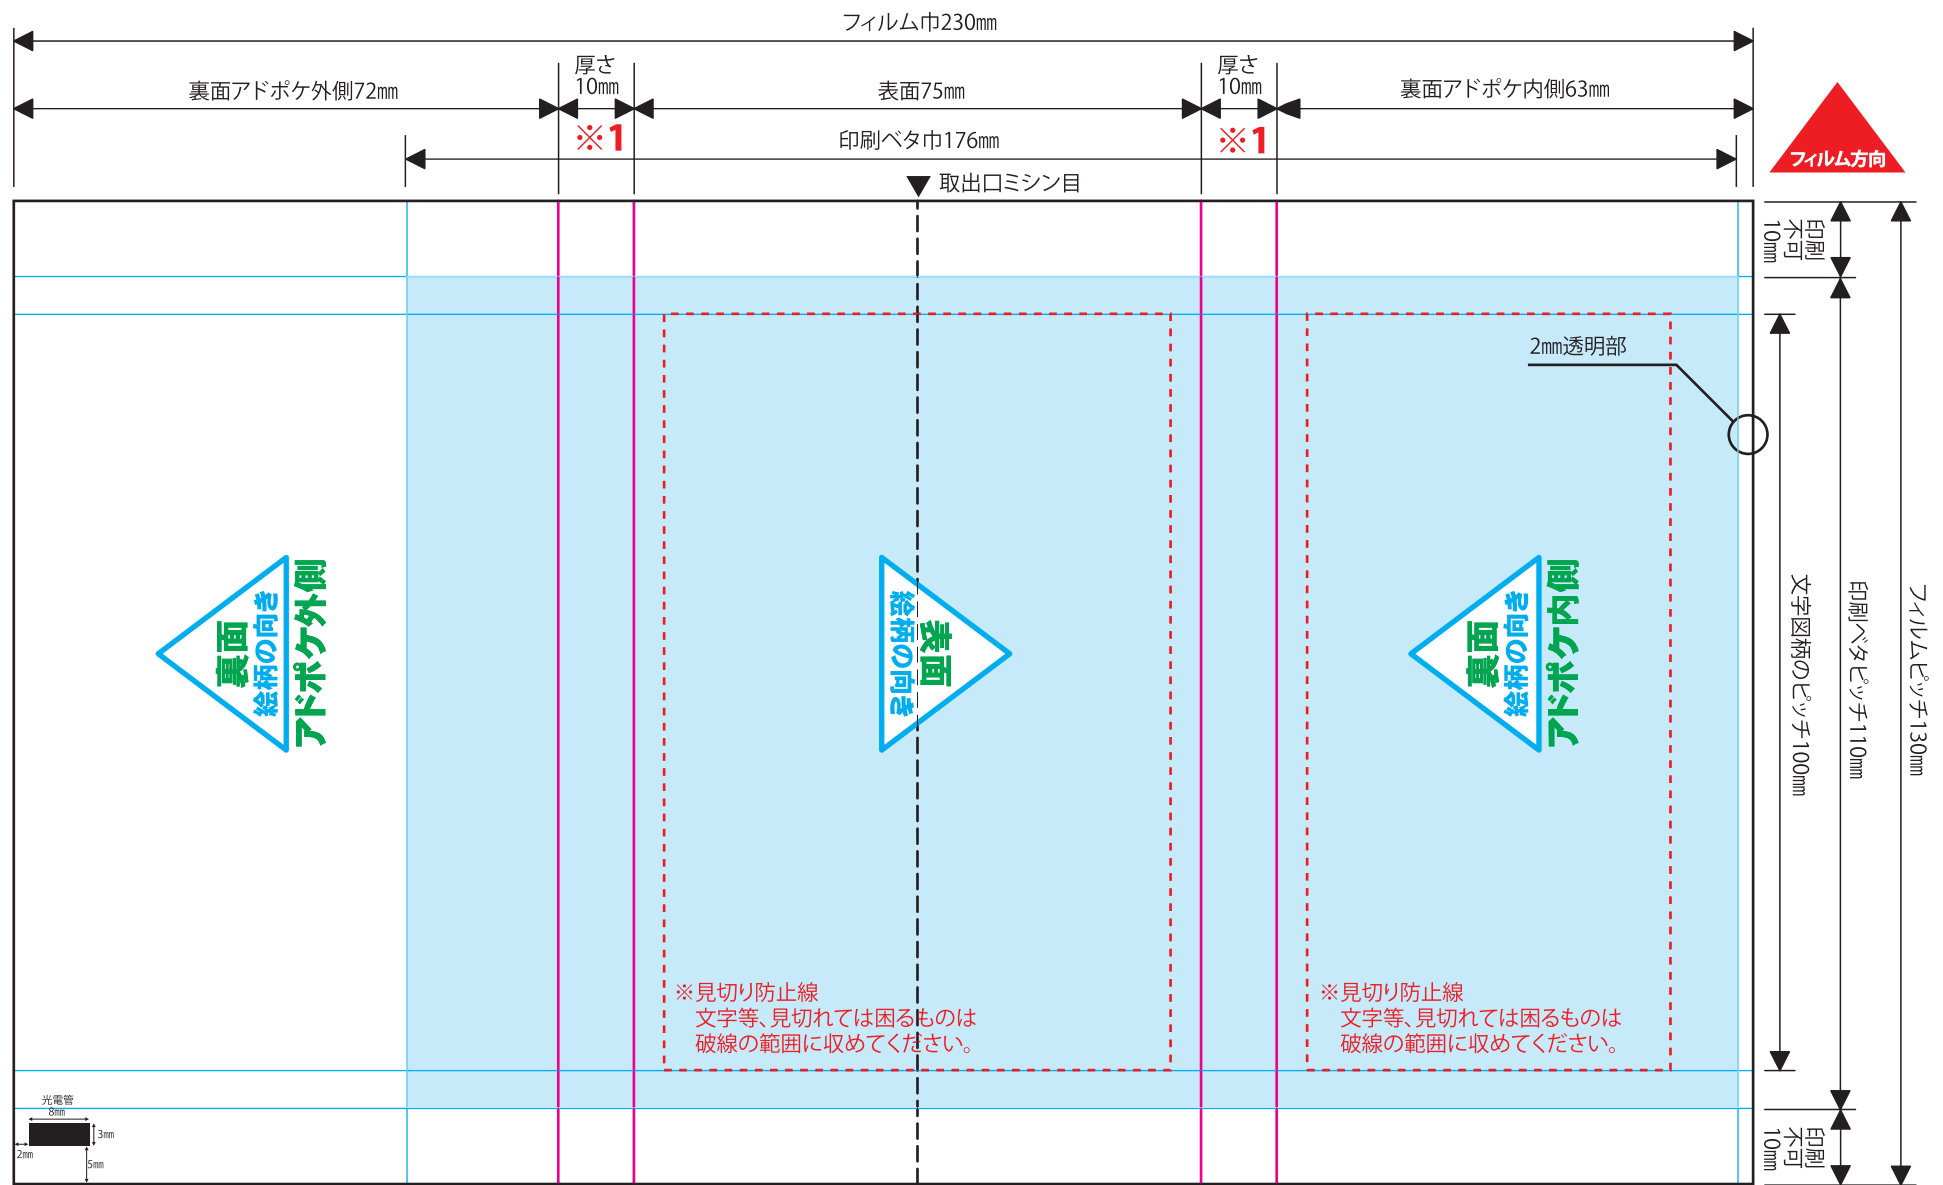 フィルム巾230mm
裏面アドポケ外側72mm
厚さ
10mm
※1
表面75mm
厚さ
10mm
※1
裏面アドポケ内側63mm
印刷ベタ巾176mm
取出口ミシン目
フィルム方向
印刷
不可
10mm
2mm透明部
裏面
絵柄の向き
アドポケ外側
表面
絵柄の向き
裏面
絵柄の向き
アドポケ内側
文字図柄のピッチ100mm
印刷ベタピッチ110mm
フィルムピッチ130mm
※見切り防止線
文字等、見切れては困るものは
破線の範囲に収めてください。
※見切り防止線
文字等、見切れては困るものは
破線の範囲に収めてください。
光電管
8mm
3mm
2mm
5mm
印刷
不可
10mm